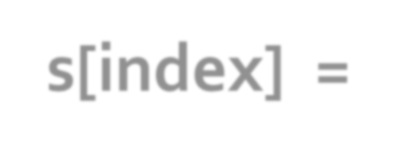 s[index] =